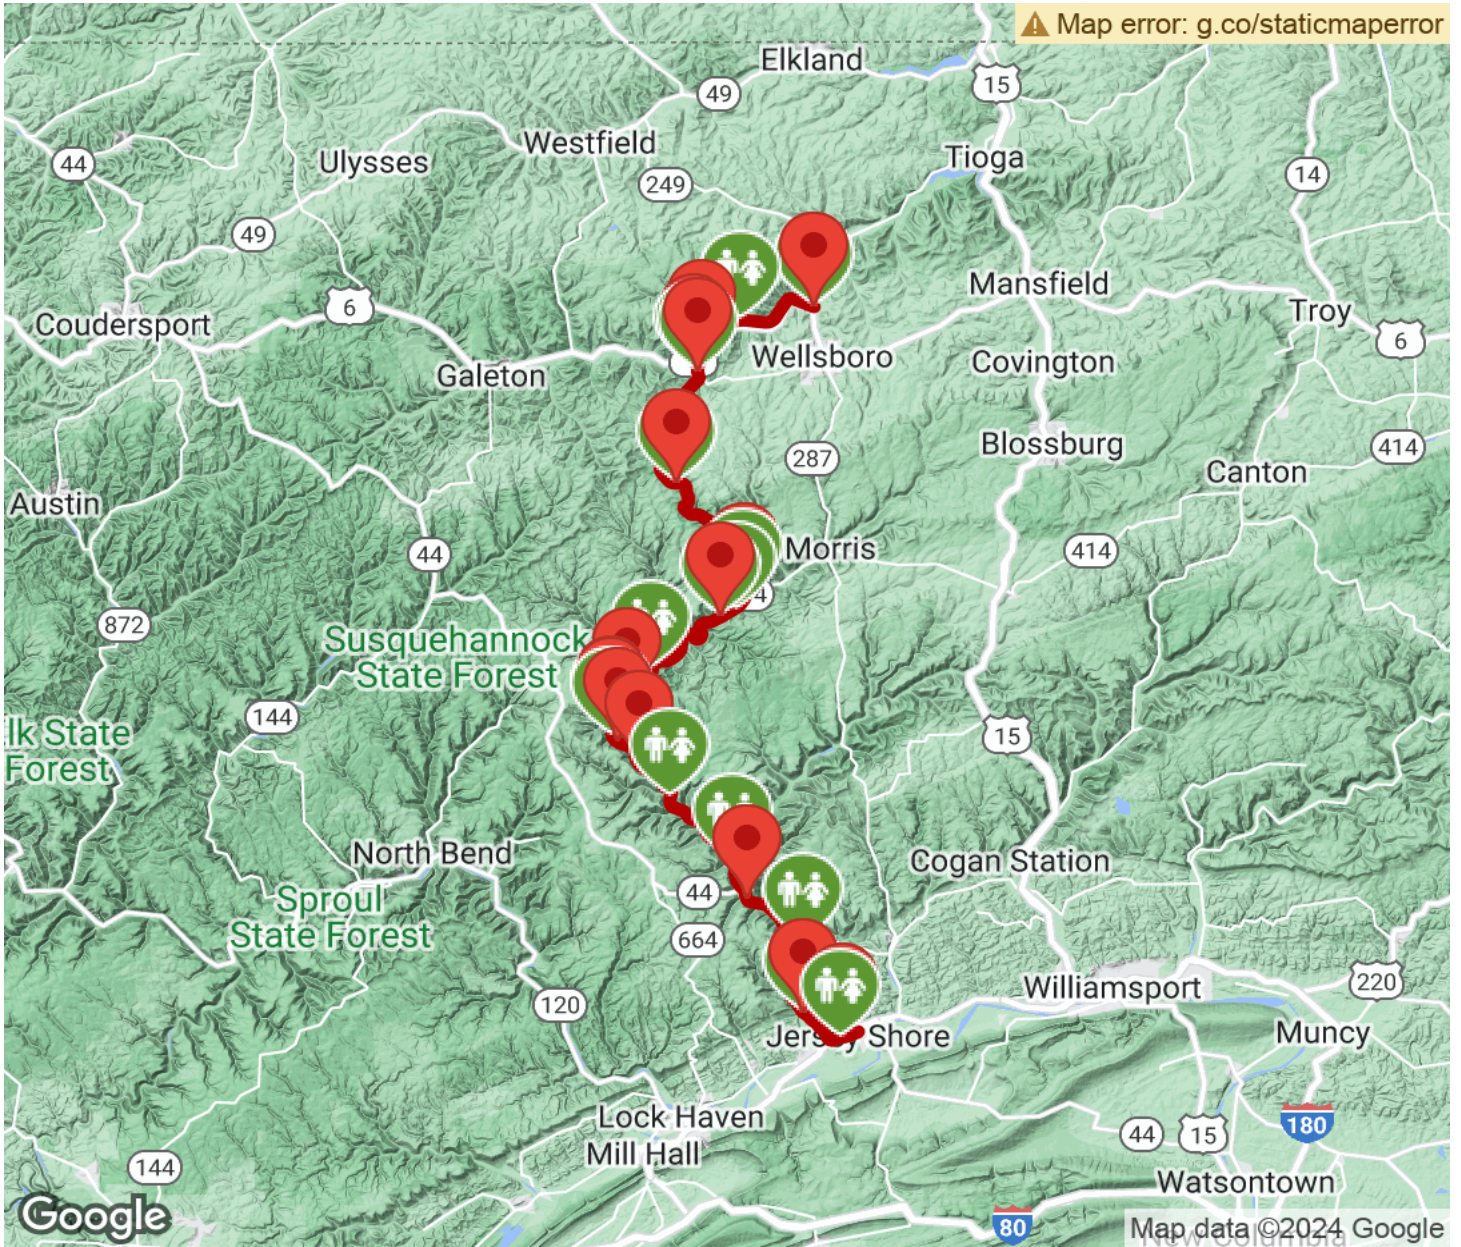 Map error: g.co/staticmaperror
Elkland
15
49
Westfield
Tioga
44
Ulysses
14
249
49
Mansfield
6
Troy
Coudersport
6
Wellsboro
Covington
Galeton
Blossburg
414
287
Canton
Austin
Morris
414
44
4
872
Susquehannock
State Forest
144
lk State
Forest
15
North Bend
Cogan Station
44
Sproul
State Forest
664
220
Williamsport
120
Jersey Shore
Muncy
Lock Haven
180
44
15
Mill Hall
144
Watsontown
Google
80
Map data ©2024 Google